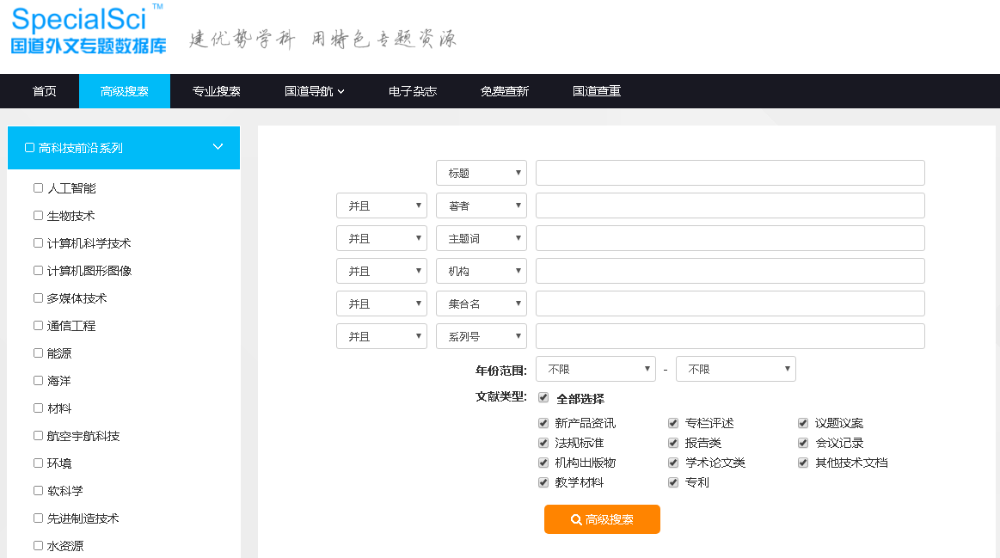 SpecialSci™
国道外文专题数据库
建优势学科 用特色专题资源
首页 高级搜索 专业搜索 国道导航 电子杂志 免费查新 国道查重
高科技前沿系列
人工智能
生物技术
计算机科学技术
计算机图形图像
多媒体技术
通信工程
能源
海洋
材料
航空宇航科技
环境
软科学
先进制造技术
水资源
标题
并且 著者
并且 主题词
并且 机构
并且 集合名
并且 系列号
年份范围: 不限 - 不限
文献类型: 全部选择
新产品资讯 专栏评述 议题议案
法规标准 报告类 会议记录
机构出版物 学术论文类 其他技术文档
教学材料 专利
高级搜索